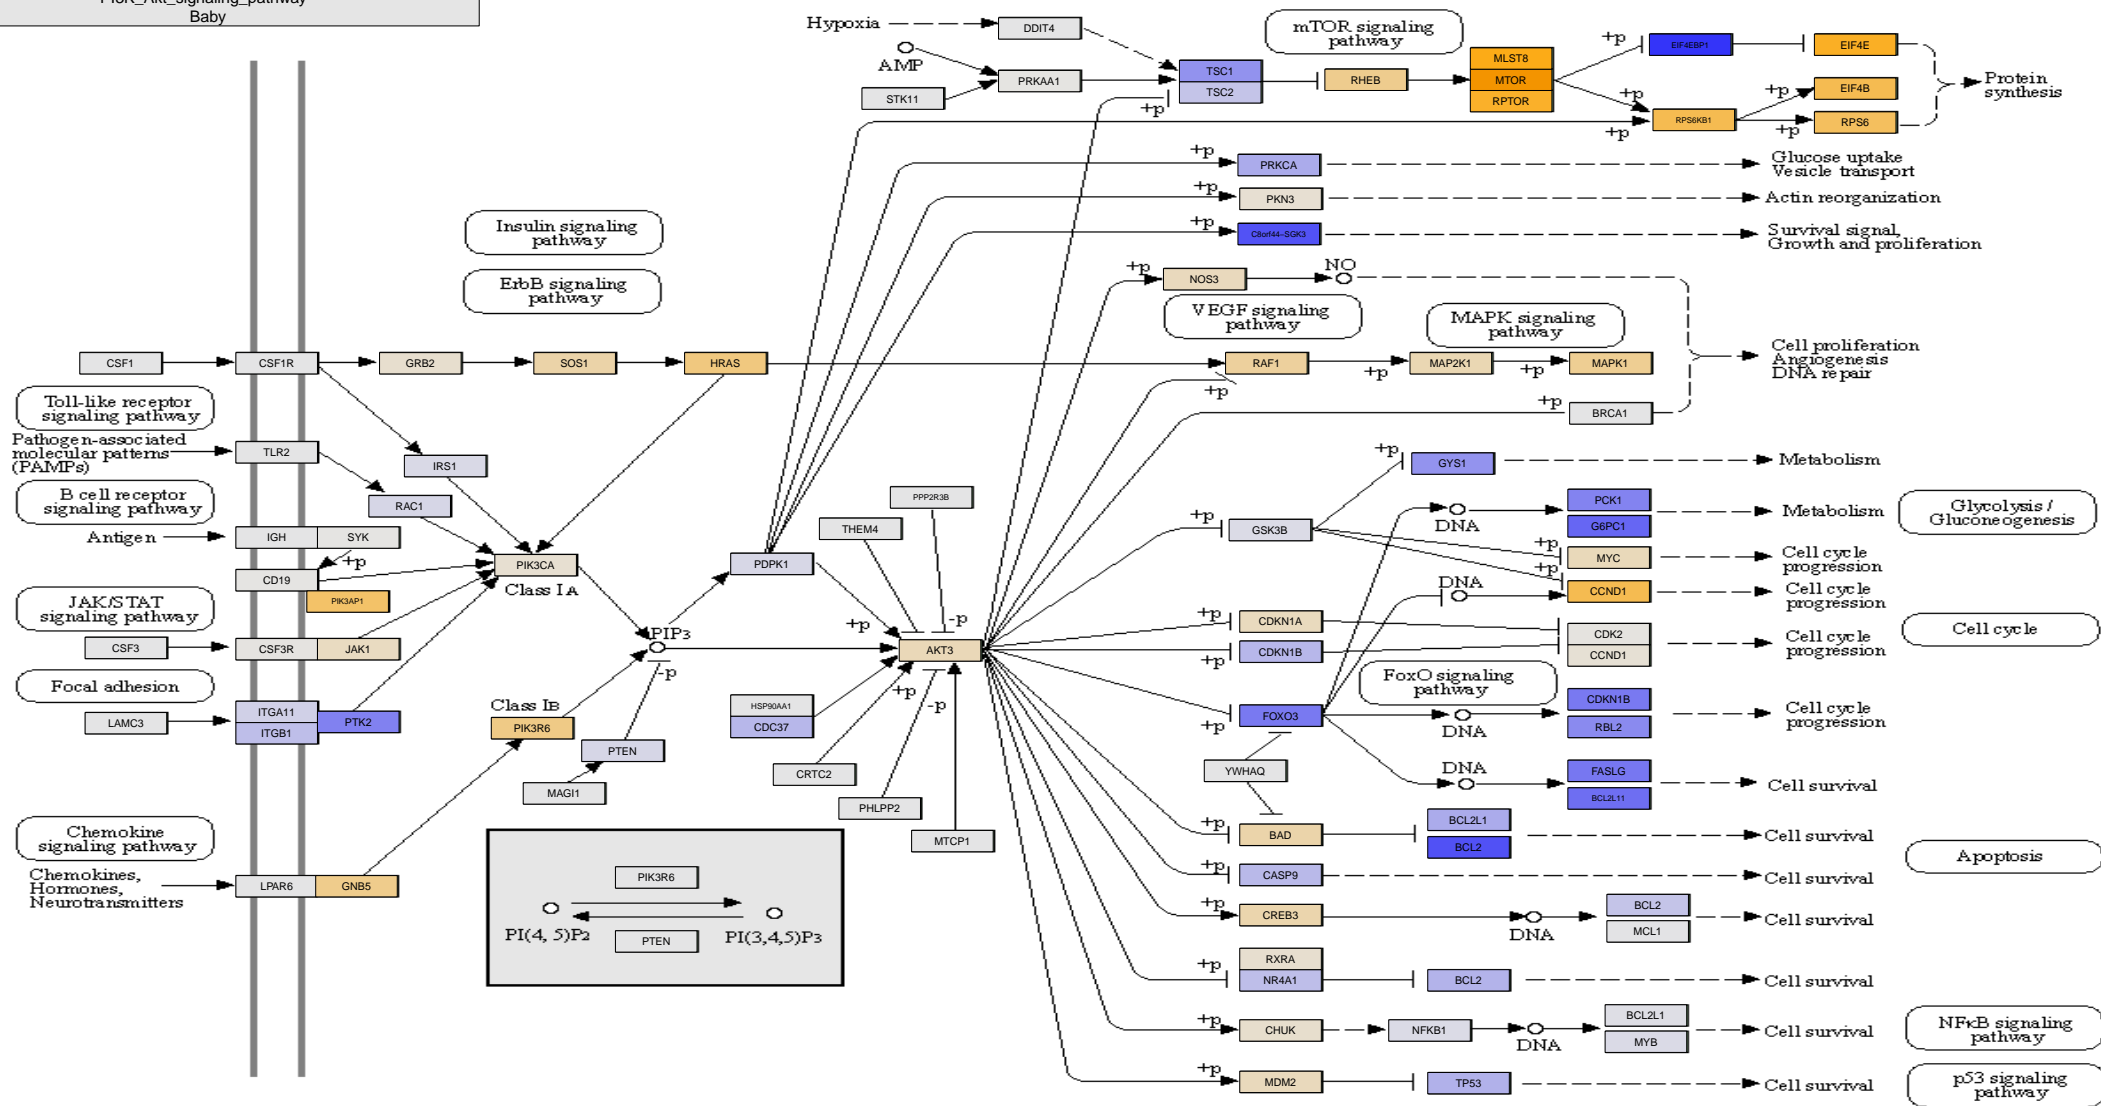 PI3K_Akt_signaling_pathway
Baby
Hypoxia
DDIT4
mTOR signaling
pathway
AMP
PRKAA1
STK11
TSC1
TSC2
+p
RHEB
MLST8
MTOR
RPTOR
+p
EIF4EBP1
EIF4E
+p
RPS6KB1
+p
+p
EIF4B
+p
RPS6
Protein
synthesis
+p
PRKCA
Glucose uptake
Vesicle transport
+p
PKN3
Actin reorganization
+p
C8orf44-SGK3
Survival signal,
Growth and proliferation
Insulin signaling
pathway
ErbB signaling
pathway
+p
NOS3
NO
VEGF signaling
pathway
MAPK signaling
pathway
CSF1
CSF1R
GRB2
SOS1
HRAS
RAF1
+p
+p
MAP2K1
+p
MAPK1
Cell proliferation
Angiogenesis
DNA repair
+p
BRCA1
Toll-like receptor
signaling pathway
Pathogen-associated
molecular patterns
(PAMPs)
TLR2
IRS1
RAC1
B cell receptor
signaling pathway
Antigen
IGH
SYK
+p
CD19
PIK3AP1
PIK3CA
Class IA
JAK/STAT
signaling pathway
CSF3
CSF3R
JAK1
Focal adhesion
LAMC3
ITGA11
ITGB1
PTK2
Class IB
PIK3R6
PIP3
-p
PTEN
MAGI1
PDPK1
THEM4
PPP2R3B
+p
-p
AKT3
+p
-p
HSP90AA1
CDC37
CRTC2
PHLPP2
MTCP1
Chemokine
signaling pathway
Chemokines,
Hormones,
Neurotransmitters
LPAR6
GNB5
PIK3R6
PI(4, 5)P2
PI(3,4,5)P3
PTEN
+p
GYS1
Metabolism
+p
GSK3B
DNA
PCK1
G6PC1
Metabolism
Glycolysis /
Gluconeogenesis
+p
MYC
Cell cycle
progression
+p
DNA
CCND1
Cell cycle
progression
+p
CDKN1A
+p
CDKN1B
CDK2
CCND1
Cell cycle
progression
Cell cycle
FoxO signaling
pathway
+p
FOXO3
DNA
CDKN1B
RBL2
Cell cycle
progression
YWHAQ
DNA
FASLG
BCL2L11
Cell survival
+p
BAD
BCL2L1
BCL2
Cell survival
Apoptosis
+p
CASP9
Cell survival
+p
CREB3
DNA
BCL2
MCL1
Cell survival
+p
RXRA
NR4A1
BCL2
Cell survival
+p
CHUK
NFKB1
DNA
BCL2L1
MYB
Cell survival
NFκB signaling
pathway
+p
MDM2
TP53
Cell survival
p53 signaling
pathway